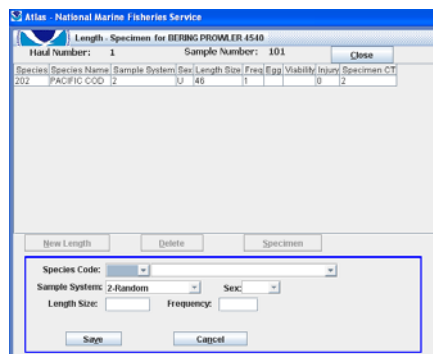 Atlas - National Marine Fisheries Service
Length - Specimen for BERING PROWLER 4540
Haul Number: 1 Sample Number: 101 Close
Species Species Name Sample System Sex Length Size Freq Egg Viability Injury Specimen CT
202 PACIFIC COD 2 U 46 1 0 2
New Length Delete Specimen
Species Code:
Sample System: 2-Random Sex:
Length Size: Frequency:
Save Cancel